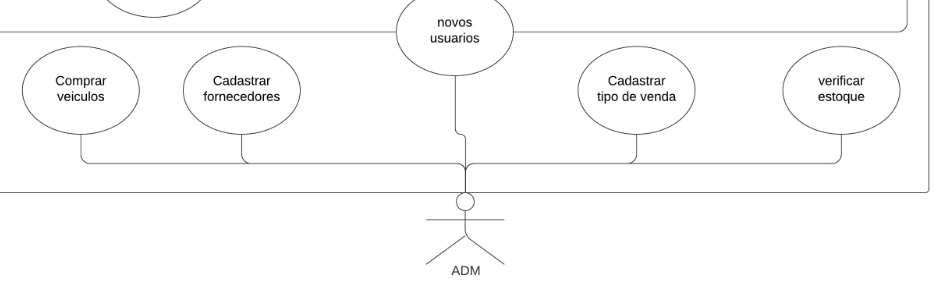 novos
usuarios
Comprar
veiculos
Cadastrar
fornecedores
Cadastrar
tipo de venda
verificar
estoque
ADM